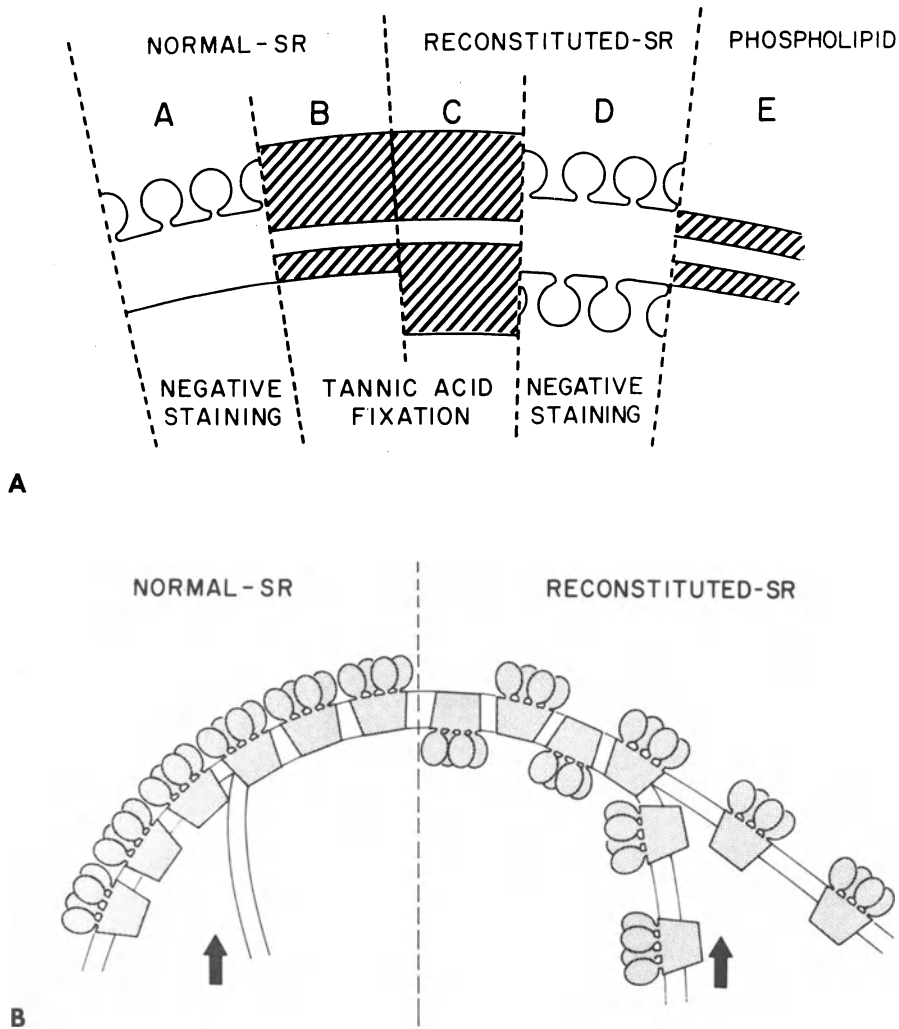 NORMAL-SR RECONSTITUTED-SR PHOSPHOLIPID
A B C D E
NEGATIVE STAINING
TANNIC ACID FIXATION
NEGATIVE STAINING
A
NORMAL-SR RECONSTITUTED-SR
B